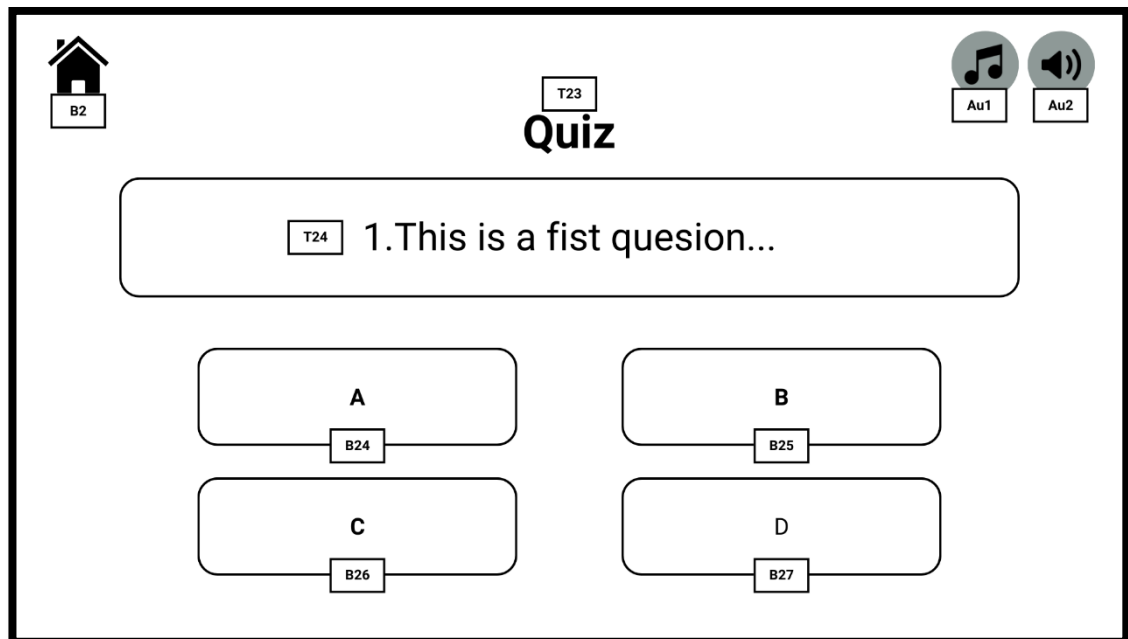 B2
T23
Au1 Au2
Quiz
T24 1.This is a fist quesion...
A B
B24 B25
C D
B26 B27